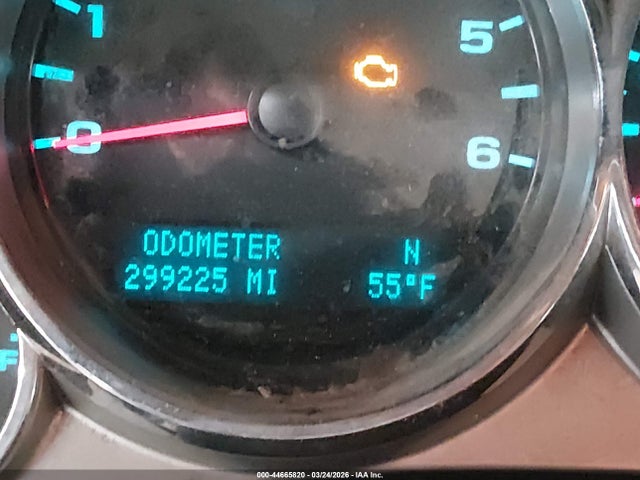 1
5
0
6
ODOMETER N
299225 MI 55°F
F
000-44665820 - 03/24/2026 - IAA Inc.